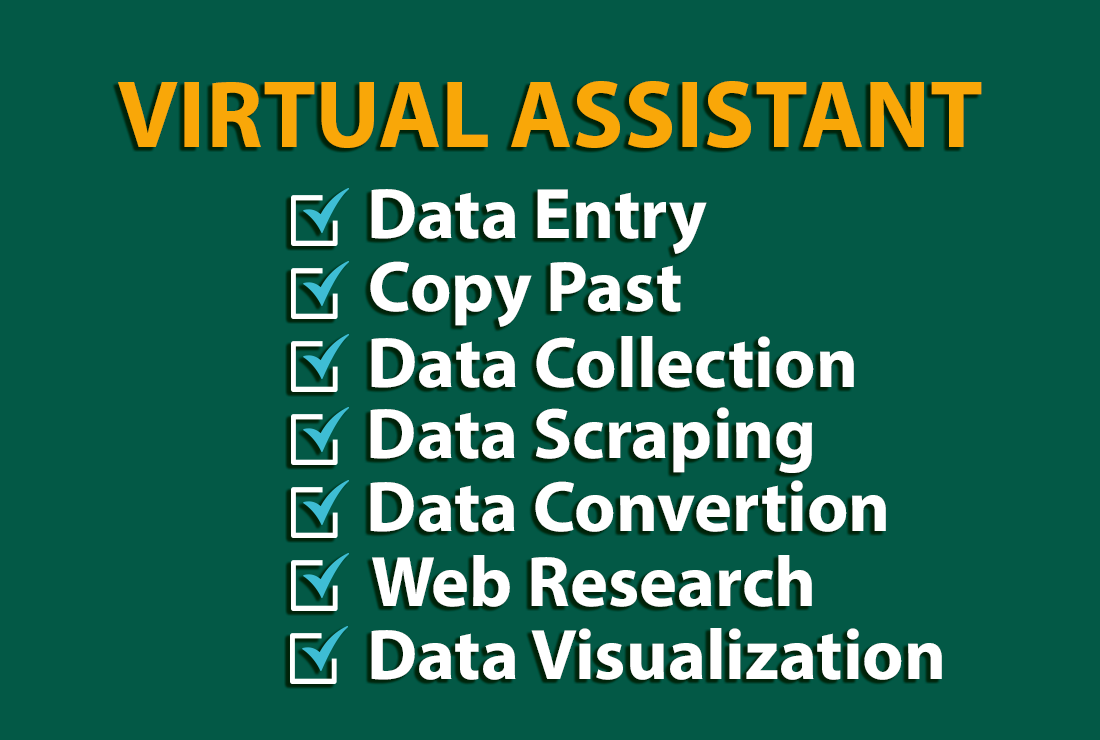 VIRTUAL ASSISTANT
Data Entry
Copy Past
Data Collection
Data Scraping
Data Convertion
Web Research
Data Visualization